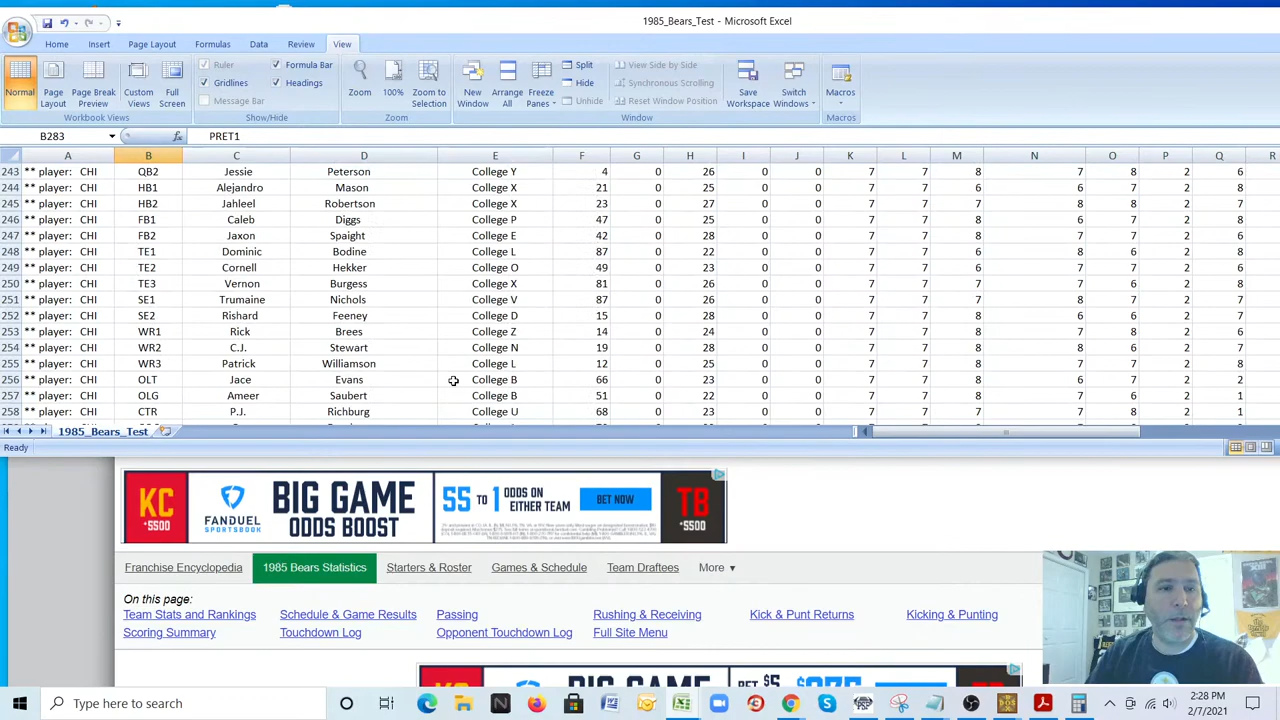 1985_Bears_Test - Microsoft Excel
Home Insert Page Layout Formulas Data Review View
Normal Page Layout Page Break Preview Custom Views Full Screen Ruler Formula Bar Gridlines Headings Message Bar Zoom 100% Zoom to Selection New Window Arrange All Freeze Panes Split Hide Unhide View Side by Side Synchronous Scrolling Reset Window Position Save Workspace Switch Windows Macros
Workbook Views Show/Hide Zoom Window Macros
B283 fx PRET1
A B C D E F G H I J K L M N O P Q R
243 ** player: CHI QB2 Jessie Peterson College Y 4 0 26 0 0 7 7 8 7 8 2 6
244 ** player: CHI HB1 Alejandro Mason College X 21 0 25 0 0 7 7 6 6 7 2 8
245 ** player: CHI HB2 Jahleel Robertson College X 23 0 27 0 0 7 7 8 8 8 2 7
246 ** player: CHI FB1 Caleb Diggs College P 47 0 25 0 0 7 7 8 6 7 2 8
247 ** player: CHI FB2 Jaxon Spaight College E 42 0 28 0 0 7 7 8 7 6 2 7
248 ** player: CHI TE1 Dominic Bodine College L 87 0 22 0 0 7 7 6 8 6 2 8
249 ** player: CHI TE2 Cornell Hekker College O 49 0 23 0 0 7 7 8 6 7 2 6
250 ** player: CHI TE3 Vernon Burgess College X 81 0 26 0 0 7 7 8 7 6 2 8
251 ** player: CHI SE1 Trumaine Nichols College V 87 0 26 0 0 7 7 8 8 7 2 7
252 ** player: CHI SE2 Rishard Feeney College D 15 0 28 0 0 7 7 8 6 6 2 7
253 ** player: CHI WR1 Rick Brees College Z 14 0 24 0 0 7 7 8 7 8 2 6
254 ** player: CHI WR2 C.J. Stewart College N 19 0 28 0 0 7 7 8 8 6 2 7
255 ** player: CHI WR3 Patrick Williamson College L 12 0 25 0 0 7 7 8 7 7 2 8
256 ** player: CHI OLT Jace Evans College B 66 0 23 0 0 7 7 8 6 7 2 2
257 ** player: CHI OLG Ameer Saubert College B 51 0 22 0 0 7 7 8 7 6 2 1
258 ** player: CHI CTR P.J. Richburg College U 68 0 23 0 0 7 7 8 7 8 2 1
1985_Bears_Test
Ready
KC +5500 FANDUEL SPORTSBOOK BIG GAME ODDS BOOST 55 TO 1 ODDS ON EITHER TEAM BET NOW TB +5500
Franchise Encyclopedia 1985 Bears Statistics Starters & Roster Games & Schedule Team Draftees More ▼
On this page:
Team Stats and Rankings Schedule & Game Results Passing Rushing & Receiving Kick & Punt Returns Kicking & Punting
Scoring Summary Touchdown Log Opponent Touchdown Log Full Site Menu
Type here to search
2:28 PM
2/7/2021